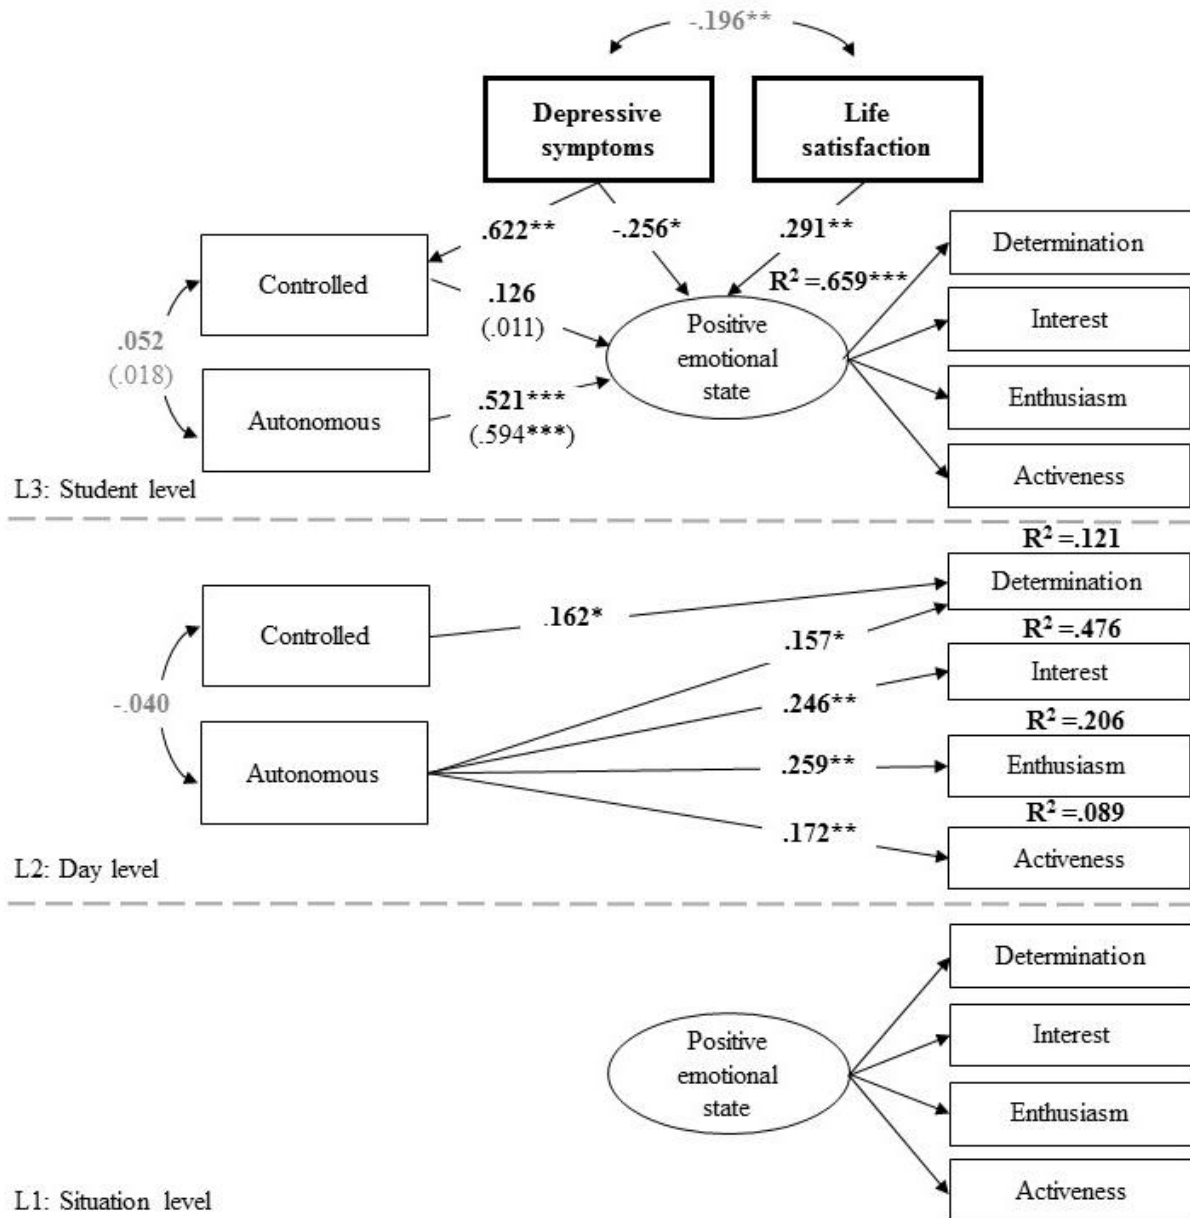 -.196**
Depressive
symptoms
Life
satisfaction
.622**
-.256*
.291**
Determination
Controlled
R² =.659***
.126
(.011)
Positive
emotional
state
Interest
.052
(.018)
Autonomous
.521***
(.594***)
Enthusiasm
Activeness
L3: Student level
R² =.121
Determination
Controlled
.162*
.157*
R² =.476
Interest
-.040
.246**
R² =.206
Autonomous
.259**
Enthusiasm
R² =.089
.172**
Activeness
L2: Day level
Determination
Positive
emotional
state
Interest
Enthusiasm
Activeness
L1: Situation level